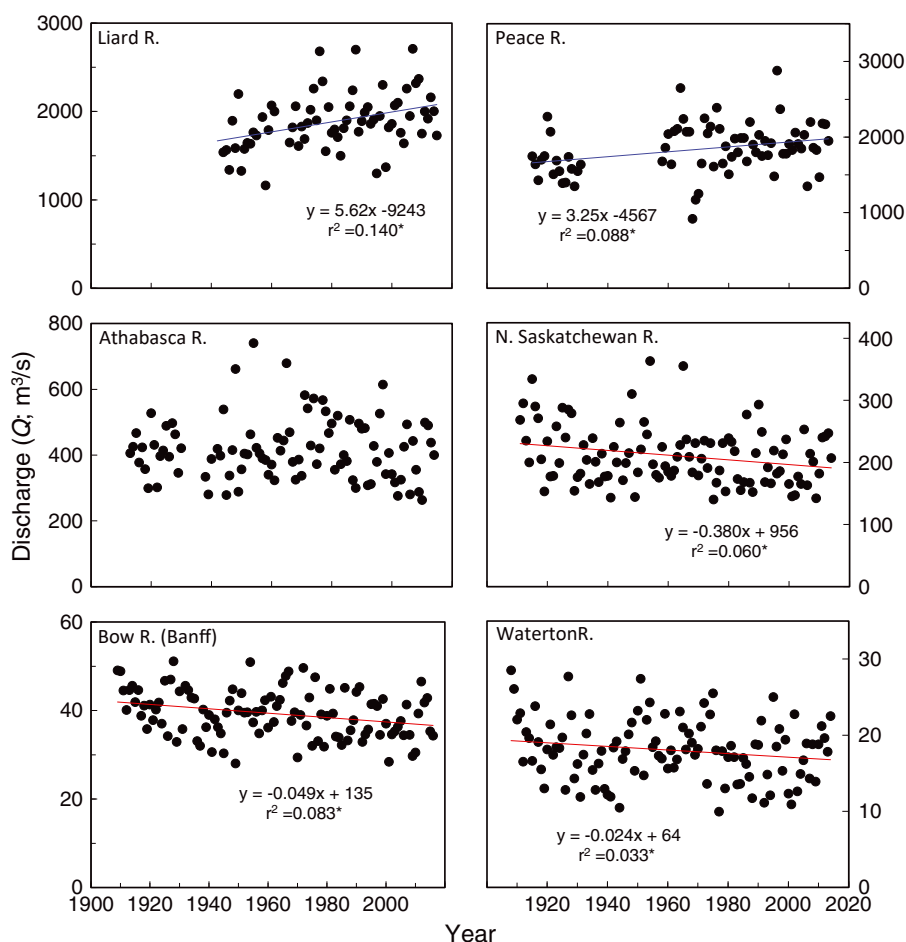 Liard R.
3000
2000
1000
0
y = 5.62x -9243
r² =0.140*
Peace R.
3000
2000
1000
0
y = 3.25x -4567
r² =0.088*
Discharge (Q; m³/s)
Athabasca R.
800
600
400
200
0
N. Saskatchewan R.
400
300
200
100
0
y = -0.380x + 956
r² =0.060*
Bow R. (Banff)
60
40
20
0
y = -0.049x + 135
r² =0.083*
WatertonR.
30
20
10
0
y = -0.024x + 64
r² =0.033*
1900 1920 1940 1960 1980 2000
1920 1940 1960 1980 2000 2020
Year